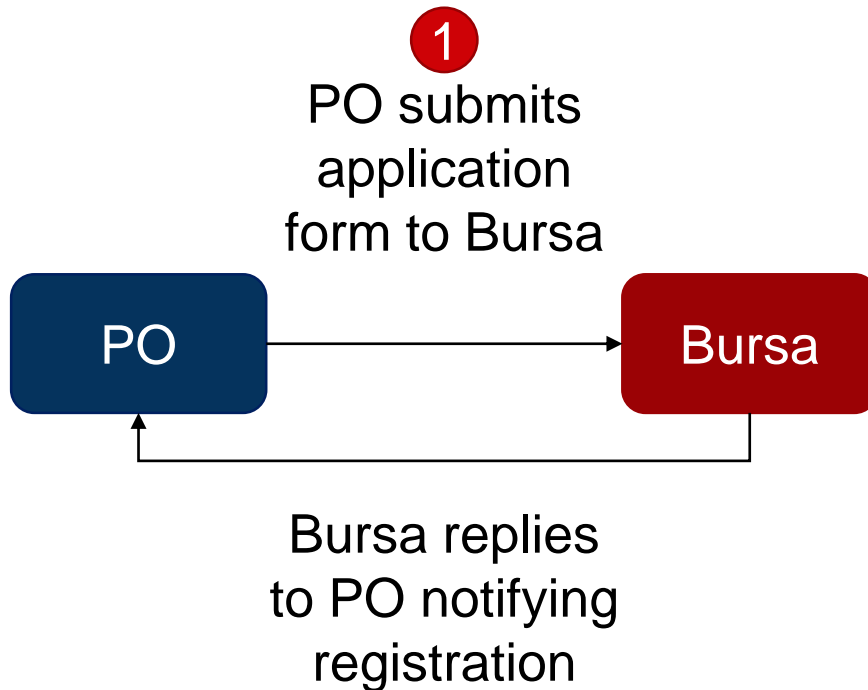 1
PO submits
application
form to Bursa
PO
Bursa
Bursa replies
to PO notifying
registration